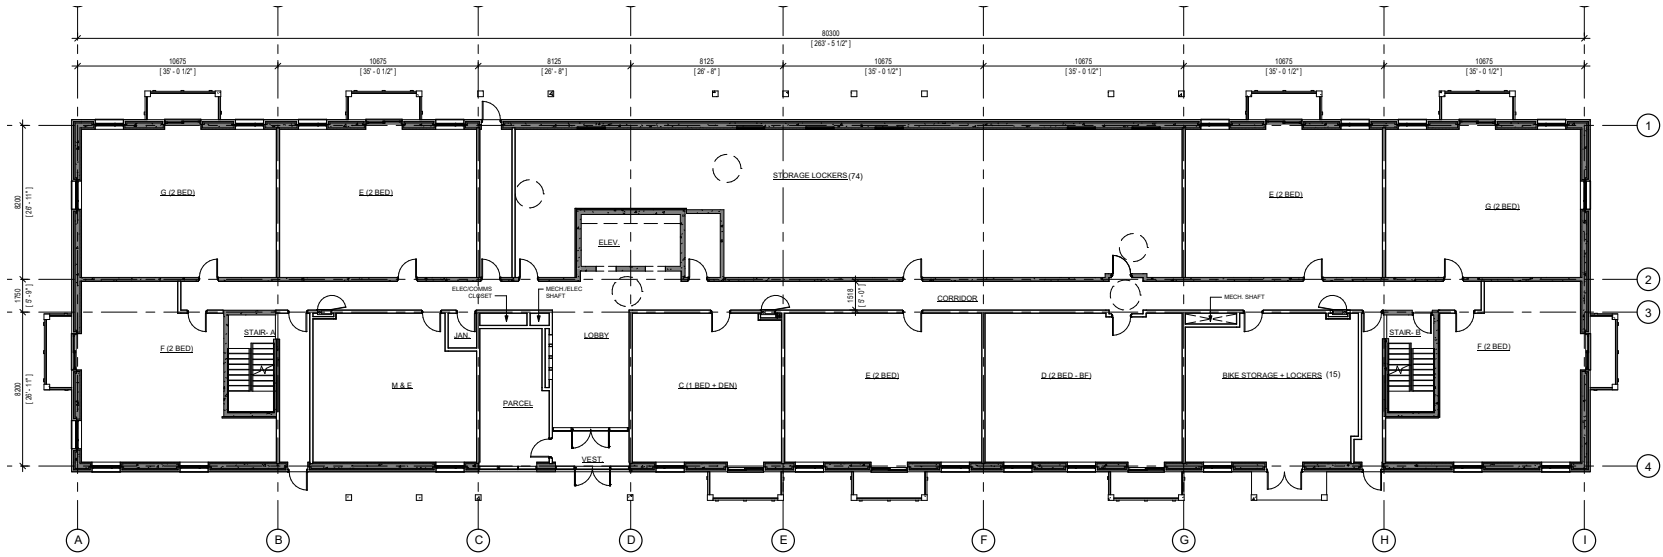 80300
[ 263' - 5 1/2" ]
10675
[ 35' - 0 1/2" ]
10675
[ 35' - 0 1/2" ]
8125
[ 26' - 8" ]
8125
[ 26' - 8" ]
10675
[ 35' - 0 1/2" ]
10675
[ 35' - 0 1/2" ]
10675
[ 35' - 0 1/2" ]
10675
[ 35' - 0 1/2" ]
1
G (2 BED)
E (2 BED)
STORAGE LOCKERS (74)
E (2 BED)
G (2 BED)
8200
[ 26' - 11" ]
ELEV.
2
1750
[ 5' - 9" ]
ELEC/COMMS
CLOSET
MECH./ELEC
SHAFT
1518
[ 5' - 0" ]
CORRIDOR
MECH. SHAFT
3
STAIR- A
JAN.
LOBBY
STAIR- B
F (2 BED)
F (2 BED)
8200
[ 26' - 11" ]
M & E
PARCEL
C (1 BED + DEN)
E (2 BED)
D (2 BED - BF)
BIKE STORAGE + LOCKERS (15)
VEST.
4
A
B
C
D
E
F
G
H
I